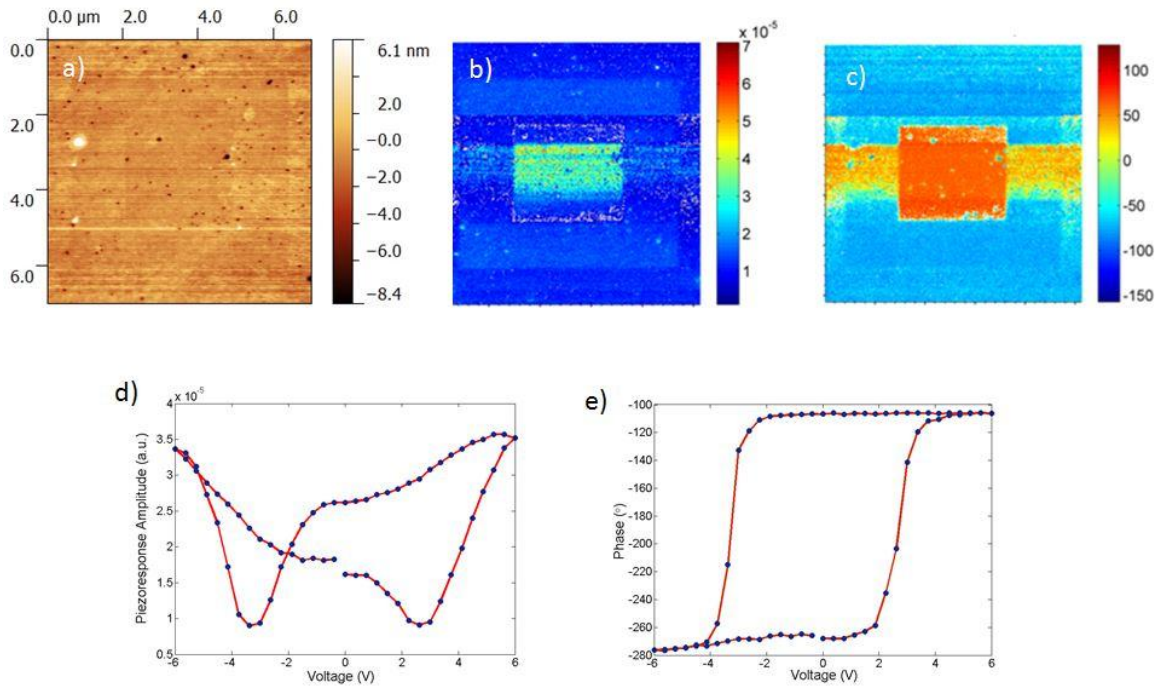 0.0 µm 2.0 4.0 6.0
0.0
2.0
4.0
6.0
a)
6.1 nm
2.0
−0.0
−2.0
−4.0
−6.0
−8.4
b)
x 10⁻⁵
7
6
5
4
3
2
1
c)
100
50
0
-50
-100
-150
d)
x 10⁻⁵
4
3.5
3
2.5
2
1.5
1
0.5
Piezoresponse Amplitude (a.u.)
-6 -4 -2 0 2 4 6
Voltage (V)
e)
-100
-120
-140
-160
-180
-200
-220
-240
-260
-280
Phase (°)
-6 -4 -2 0 2 4 6
Voltage (V)